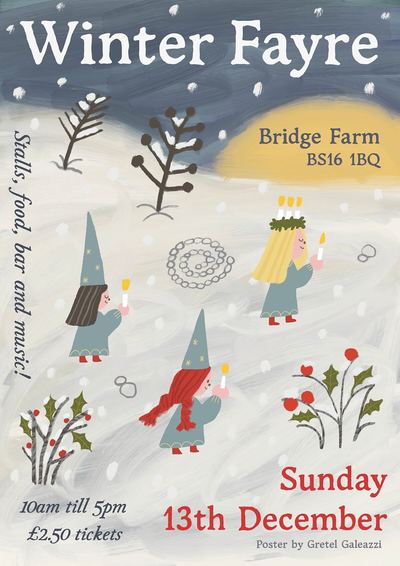 Winter Fayre
Bridge Farm
BS16 1BQ
Stalls, food, bar and music!
Sunday
13th December
10am till 5pm
£2.50 tickets
Poster by Gretel Galeazzi